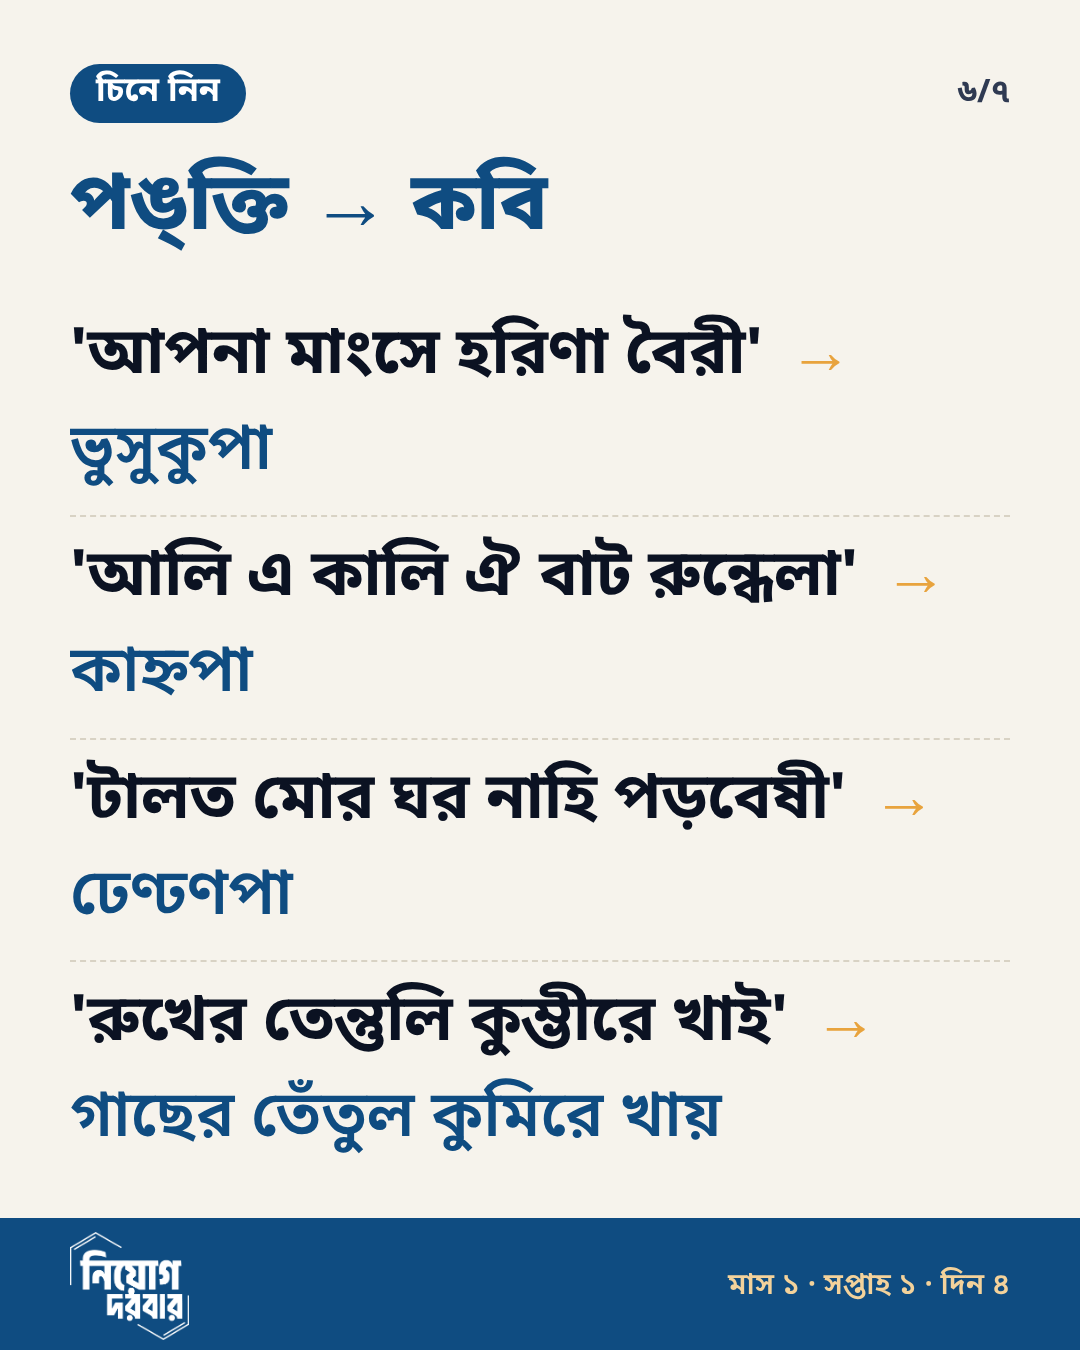 চিনে নিন
৬/৭
পঙ্‌ক্তি → কবি
'আপনা মাংসে হরিণা বৈরী' →
ভুসুকুপা
'আলি এ কালি ঐ বাট রুন্ধেলা' →
কাহ্নপা
'টালত মোর ঘর নাহি পড়বেষী' →
ঢেণ্ঢণপা
'রুখের তেন্তুলি কুম্ভীরে খাই' →
গাছের তেঁতুল কুমিরে খায়
নিয়োগ
দরবার
মাস ১ · সপ্তাহ ১ · দিন ৪